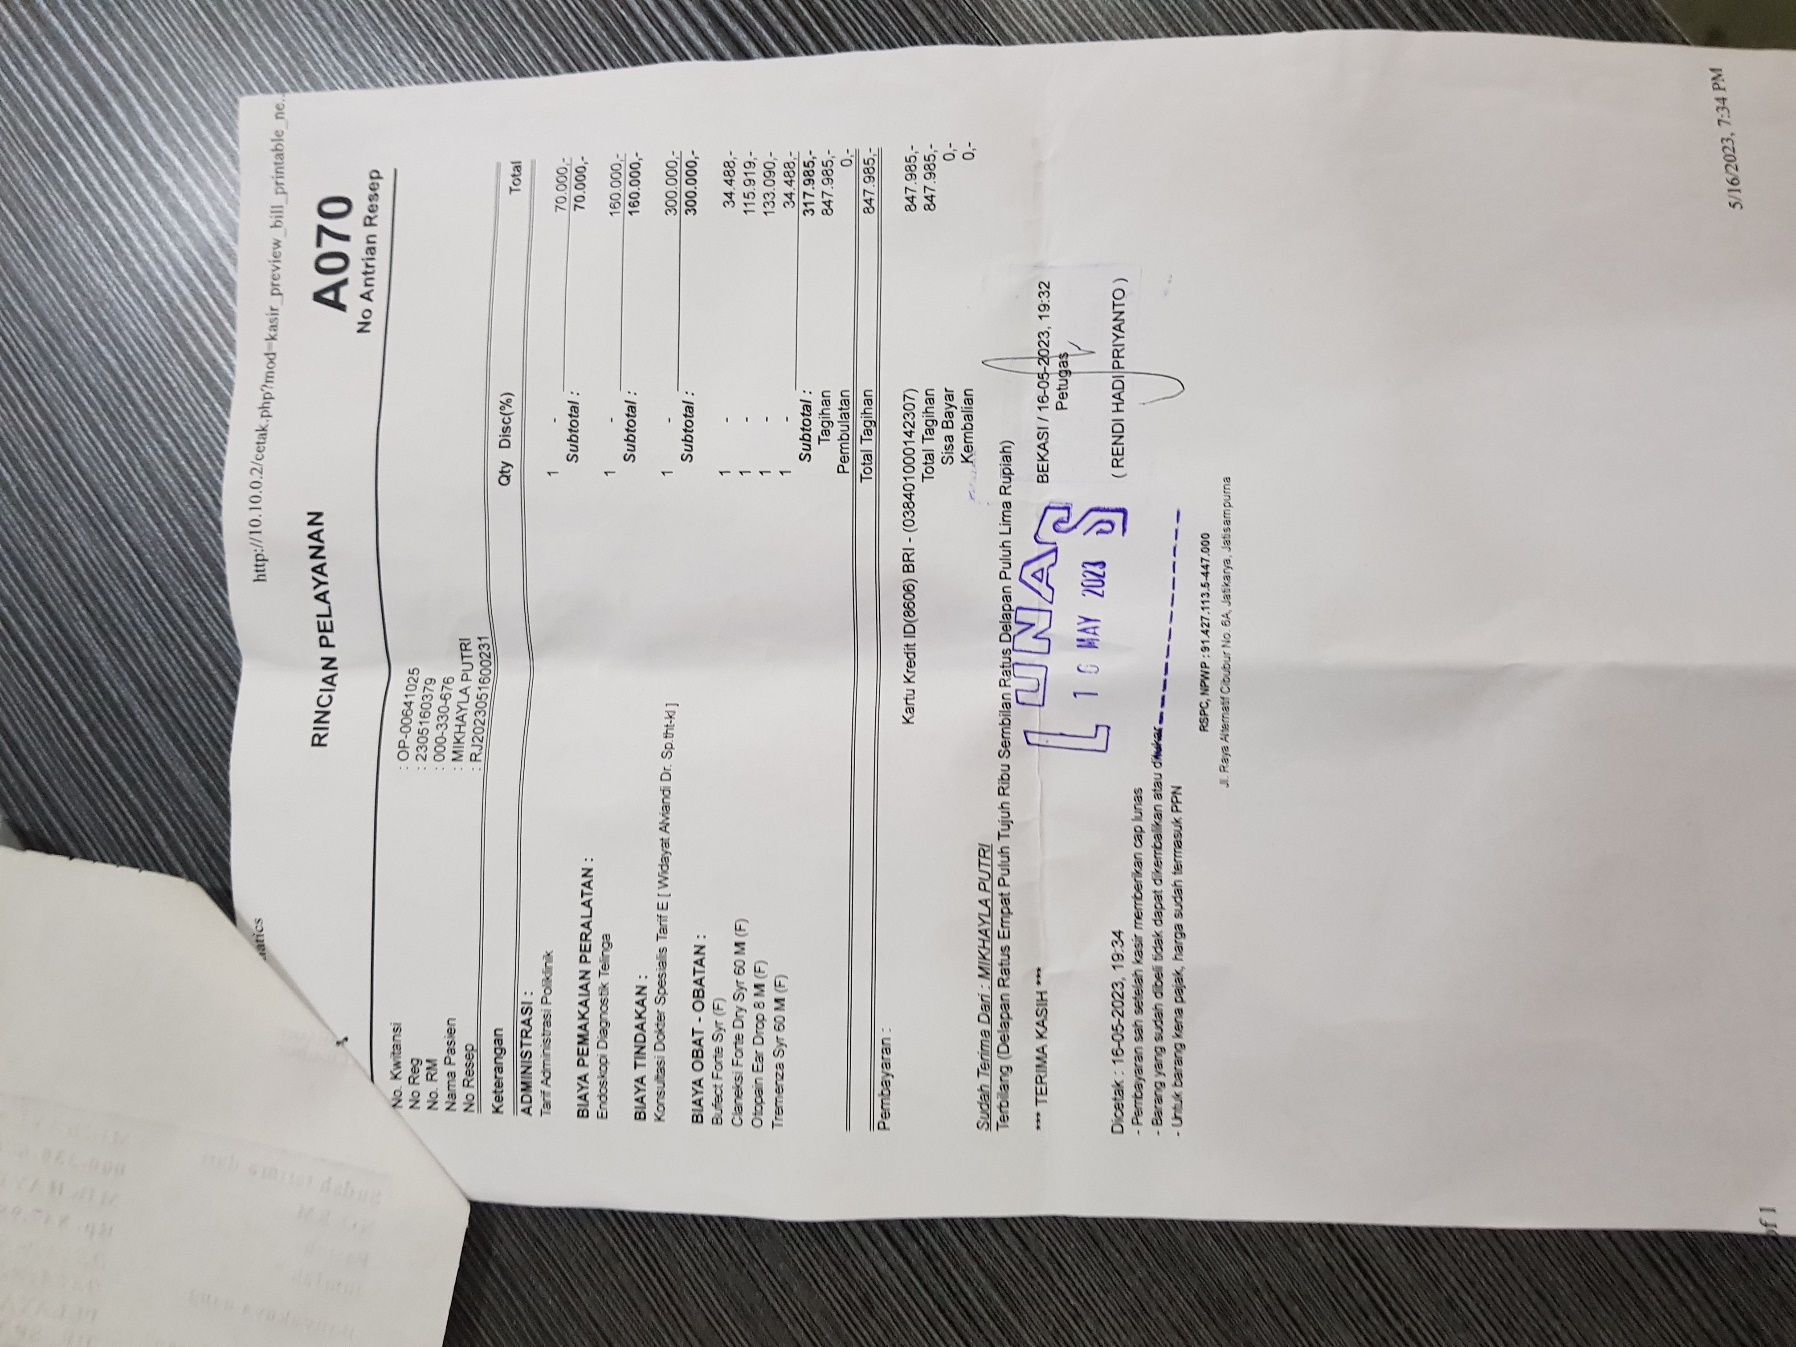 http://10.10.0.2/cetak.php?mod=kasir_preview_bill_printable_ne...
RINCIAN PELAYANAN
A070
No Antrian Resep
No. Kwitansi : OP-00641025
No Reg : 2305160379
No. RM : 000-330-676
Nama Pasien : MIKHAYLA PUTRI
No Resep : RJ2023051600231
Keterangan Qty Disc(%) Total
ADMINISTRASI :
Tarif Administrasi Poliklinik 1 - 70.000,-
Subtotal : 70.000,-
BIAYA PEMAKAIAN PERALATAN :
Endoskopi Diagnostik Telinga 1 - 160.000,-
Subtotal : 160.000,-
BIAYA TINDAKAN :
Konsultasi Dokter Spesialis Tarif E [ Widayat Alviandi Dr. Sp.tht-kl ] 1 - 300.000,-
Subtotal : 300.000,-
BIAYA OBAT - OBATAN :
Bufect Forte Syr (F) 1 - 34.488,-
Claneksi Forte Dry Syr 60 M (F) 1 - 115.919,-
Otopain Ear Drop 8 M (F) 1 - 133.090,-
Tremenza Syr 60 M (F) 1 - 34.488,-
Subtotal : 317.985,-
Tagihan 847.985,-
Pembulatan 0,-
Total Tagihan 847.985,-
Pembayaran :
Kartu Kredit ID(8606) BRI - (038401000142307) 847.985,-
Total Tagihan 847.985,-
Sisa Bayar 0,-
Kembalian 0,-
Sudah Terima Dari : MIKHAYLA PUTRI
Terbilang (Delapan Ratus Empat Puluh Tujuh Ribu Sembilan Ratus Delapan Puluh Lima Rupiah)
*** TERIMA KASIH ***
LUNAS
16 MAY 2023
BEKASI / 16-05-2023, 19:32
Petugas
( RENDI HADI PRIYANTO )
Dicetak : 16-05-2023, 19:34
- Pembayaran sah setelah kasir memberikan cap lunas
- Barang yang sudah dibeli tidak dapat dikembalikan atau ditukar
- Untuk barang kena pajak, harga sudah termasuk PPN
RSPC, NPWP : 91.427.113.5-447.000
Jl. Raya Alternatif Cibubur No. 6A, Jatikarya, Jatisampurna
of 1
5/16/2023, 7:34 PM